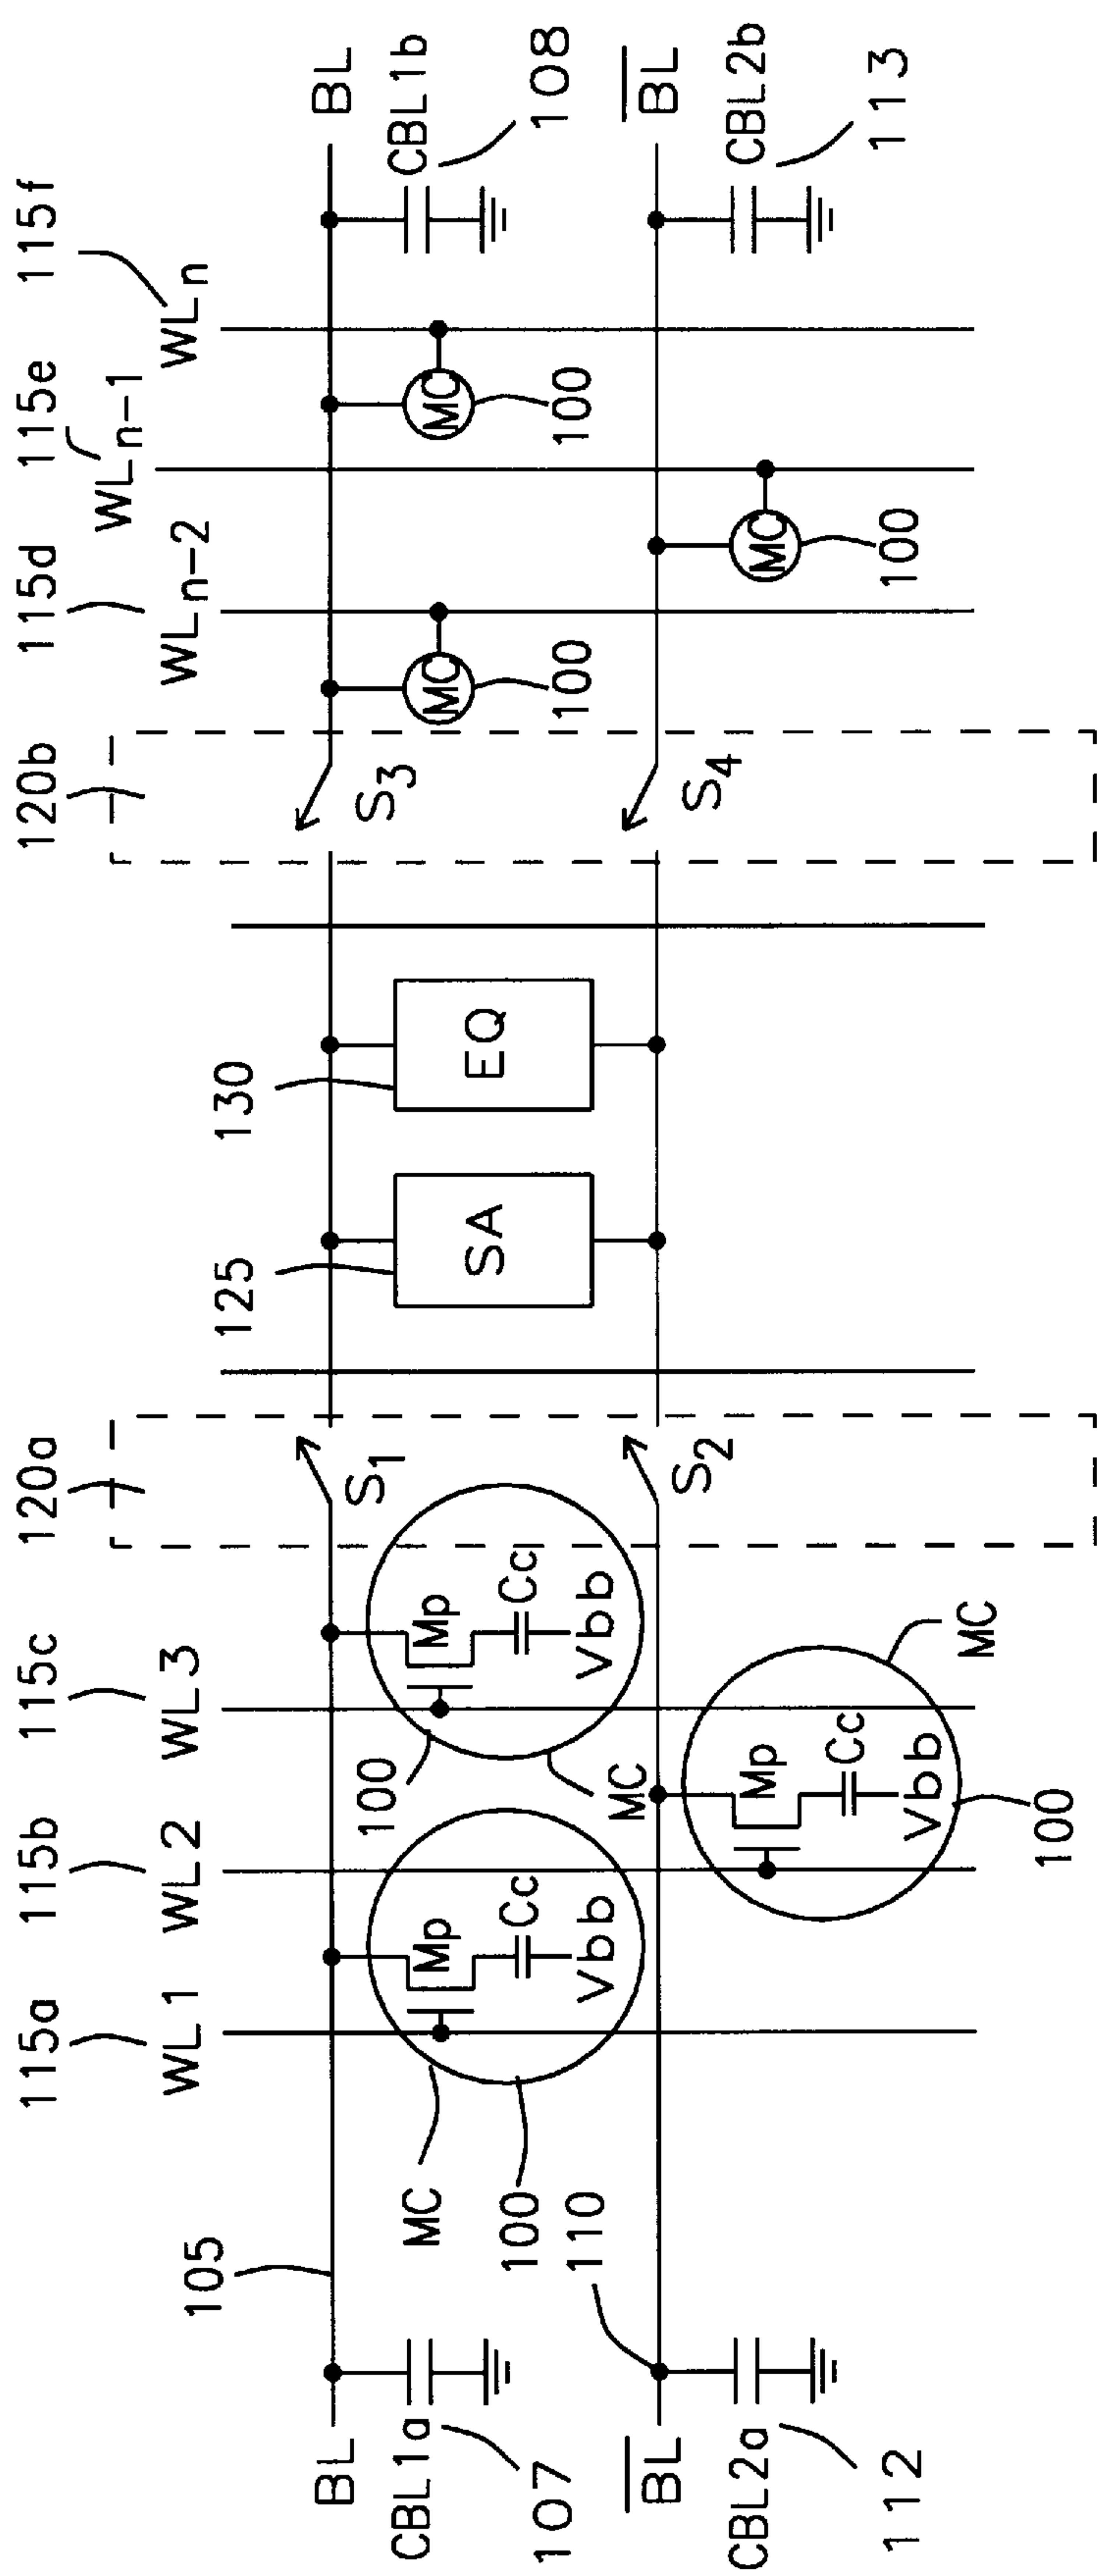 115a 115b 115c 120a 120b 115d 115e 115f
WL1 WL2 WL3 WLn-2 WLn-1 WLn
105 125 130
BL BL
S1 S3
CBL1a CBL1b
107 108
MC 100 MC 100
Mp Mp SA EQ MC MC
Cc Cc
Vbb Vbb
100 100
110
B̅L̅ B̅L̅
S2 S4
CBL2a CBL2b
112 113
Mp MC
Cc
Vbb
100 MC 100